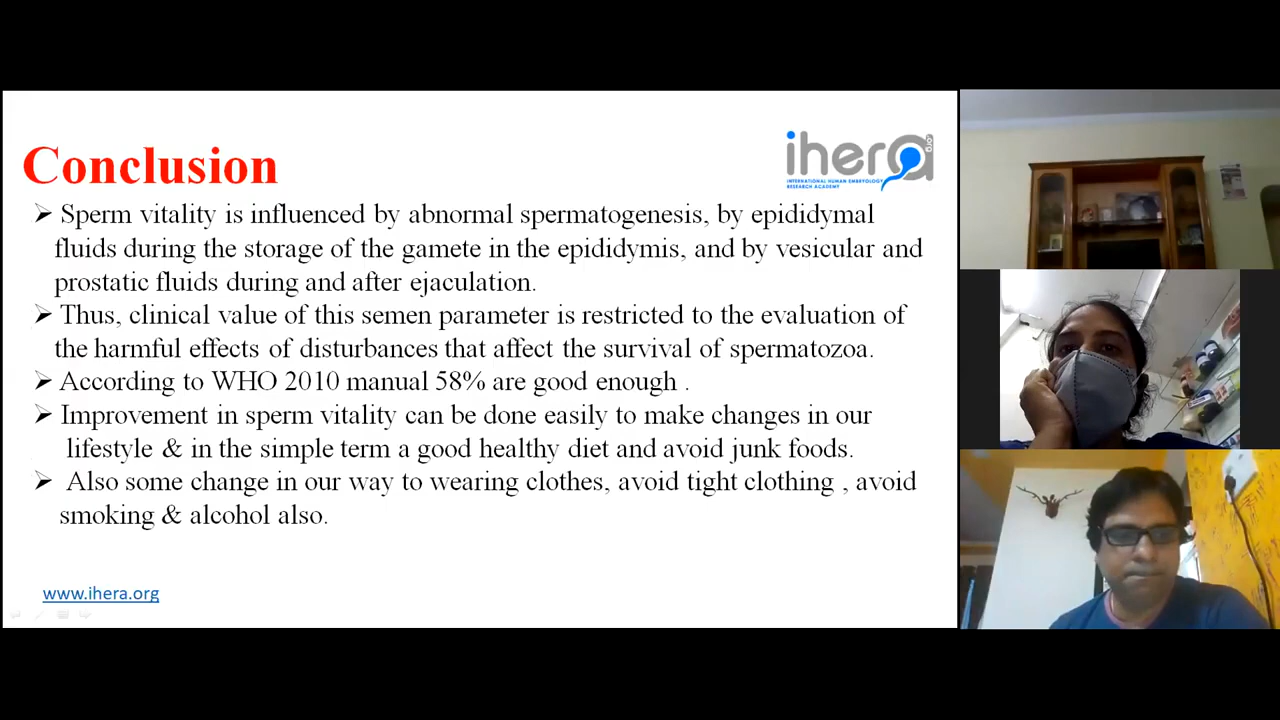 Conclusion
ihera.org
INTERNATIONAL HUMAN EMBRYOLOGY
RESEARCH ACADEMY
➢ Sperm vitality is influenced by abnormal spermatogenesis, by epididymal
fluids during the storage of the gamete in the epididymis, and by vesicular and
prostatic fluids during and after ejaculation.
➢ Thus, clinical value of this semen parameter is restricted to the evaluation of
the harmful effects of disturbances that affect the survival of spermatozoa.
➢ According to WHO 2010 manual 58% are good enough .
➢ Improvement in sperm vitality can be done easily to make changes in our
lifestyle & in the simple term a good healthy diet and avoid junk foods.
➢ Also some change in our way to wearing clothes, avoid tight clothing , avoid
smoking & alcohol also.
www.ihera.org